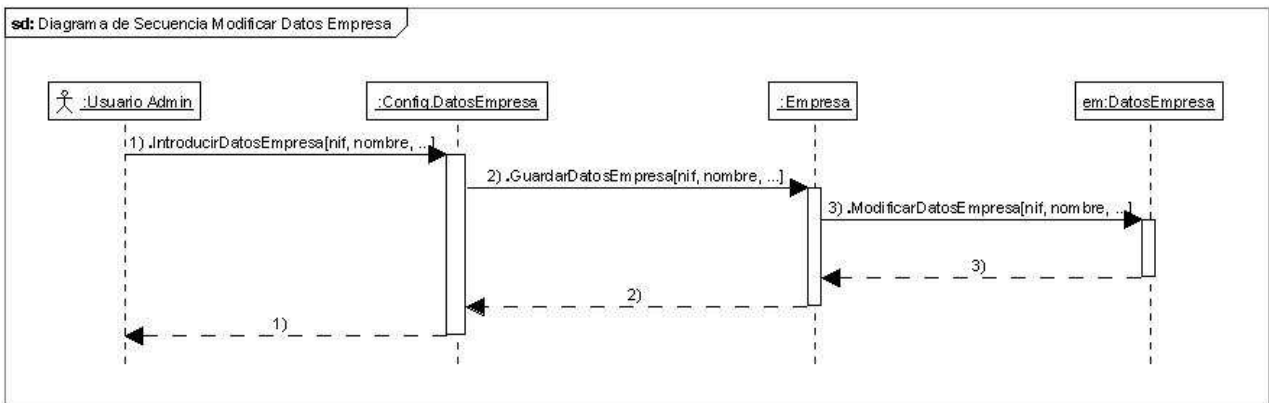 sd: Diagrama de Secuencia Modificar Datos Empresa
:Usuario Admin
:Config.DatosEmpresa
:Empresa
em:DatosEmpresa
1) .IntroducirDatosEmpresa[nif, nombre, ...]
2) .GuardarDatosEmpresa[nif, nombre, ...]
3) .ModificarDatosEmpresa[nif, nombre, ...]
3)
2)
1)